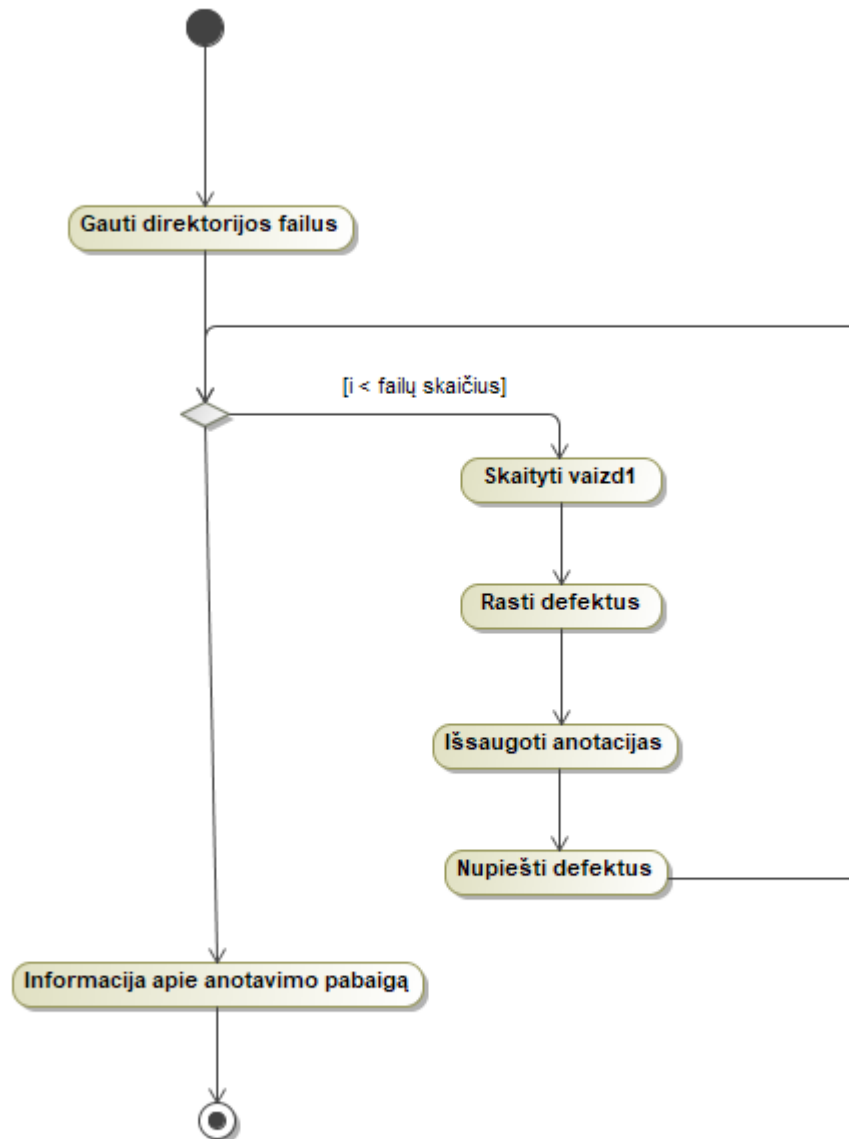 Gauti direktorijos failus
[i < failų skaičius]
Skaityti vaizd1
Rasti defektus
Išsaugoti anotacijas
Nupiešti defektus
Informacija apie anotavimo pabaigą